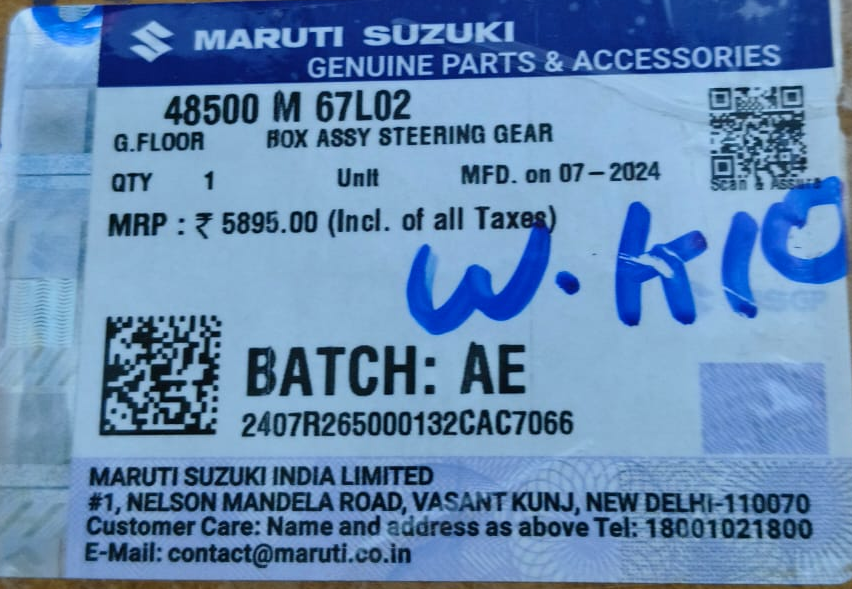 MARUTI SUZUKI
GENUINE PARTS & ACCESSORIES
48500 M 67L02
G.FLOOR BOX ASSY STEERING GEAR
QTY 1 Unit MFD. on 07-2024
Scan & Assure
MRP : ₹ 5895.00 (Incl. of all Taxes)
W. K10
BATCH: AE
2407R265000132CAC7066
MARUTI SUZUKI INDIA LIMITED
#1, NELSON MANDELA ROAD, VASANT KUNJ, NEW DELHI-110070
Customer Care: Name and address as above Tel: 18001021800
E-Mail: contact@maruti.co.in